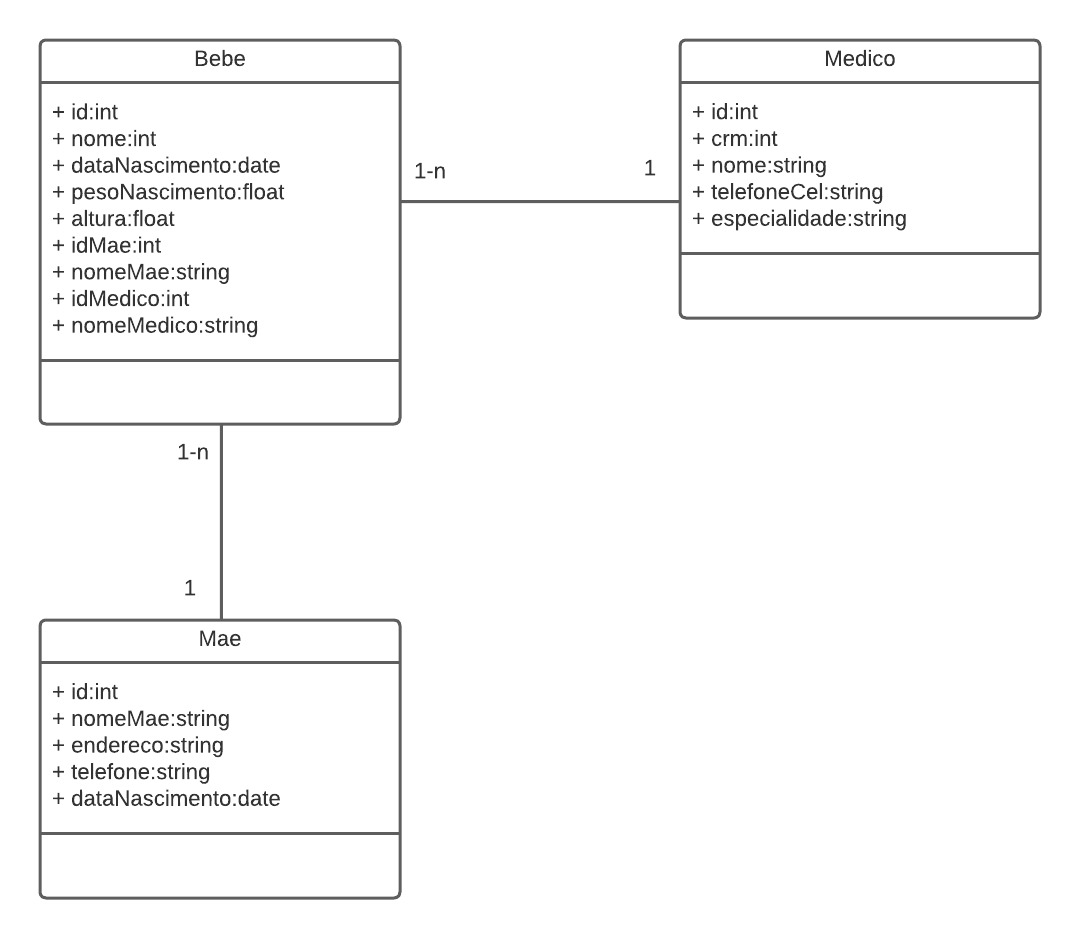 Bebe
+ id:int
+ nome:int
+ dataNascimento:date
+ pesoNascimento:float
+ altura:float
+ idMae:int
+ nomeMae:string
+ idMedico:int
+ nomeMedico:string
1-n
1
Medico
+ id:int
+ crm:int
+ nome:string
+ telefoneCel:string
+ especialidade:string
1-n
1
Mae
+ id:int
+ nomeMae:string
+ endereco:string
+ telefone:string
+ dataNascimento:date